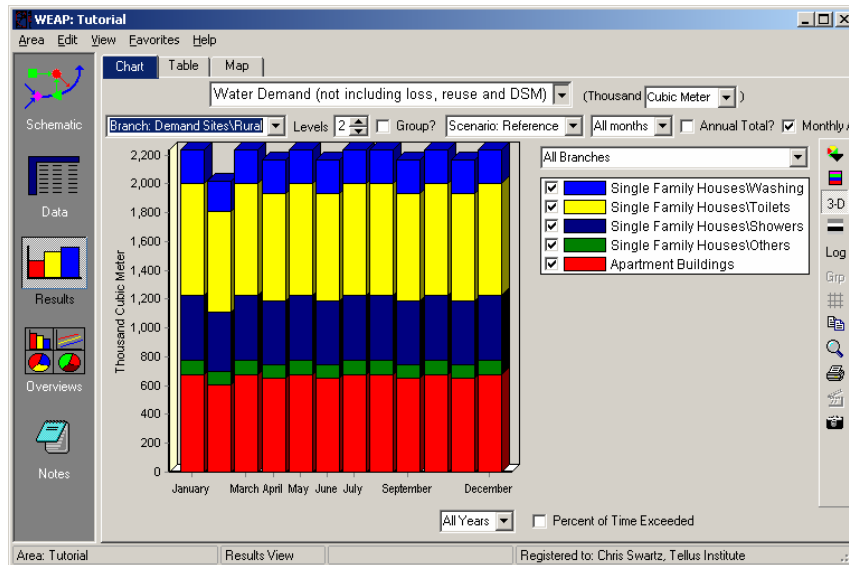 WEAP: Tutorial
Area Edit View Favorites Help
Chart Table Map
Water Demand (not including loss, reuse and DSM) (Thousand Cubic Meter )
Branch: Demand Sites\Rural Levels 2 Group? Scenario: Reference All months Annual Total? Monthly
All Branches
Single Family Houses\Washing
Single Family Houses\Toilets
Single Family Houses\Showers
Single Family Houses\Others
Apartment Buildings
Schematic
Data
Results
Overviews
Notes
Thousand Cubic Meter
2,200
2,000
1,800
1,600
1,400
1,200
1,000
800
600
400
200
0
January March April May June July September December
3-D
Log
Grp
All Years Percent of Time Exceeded
Area: Tutorial Results View Registered to: Chris Swartz, Tellus Institute